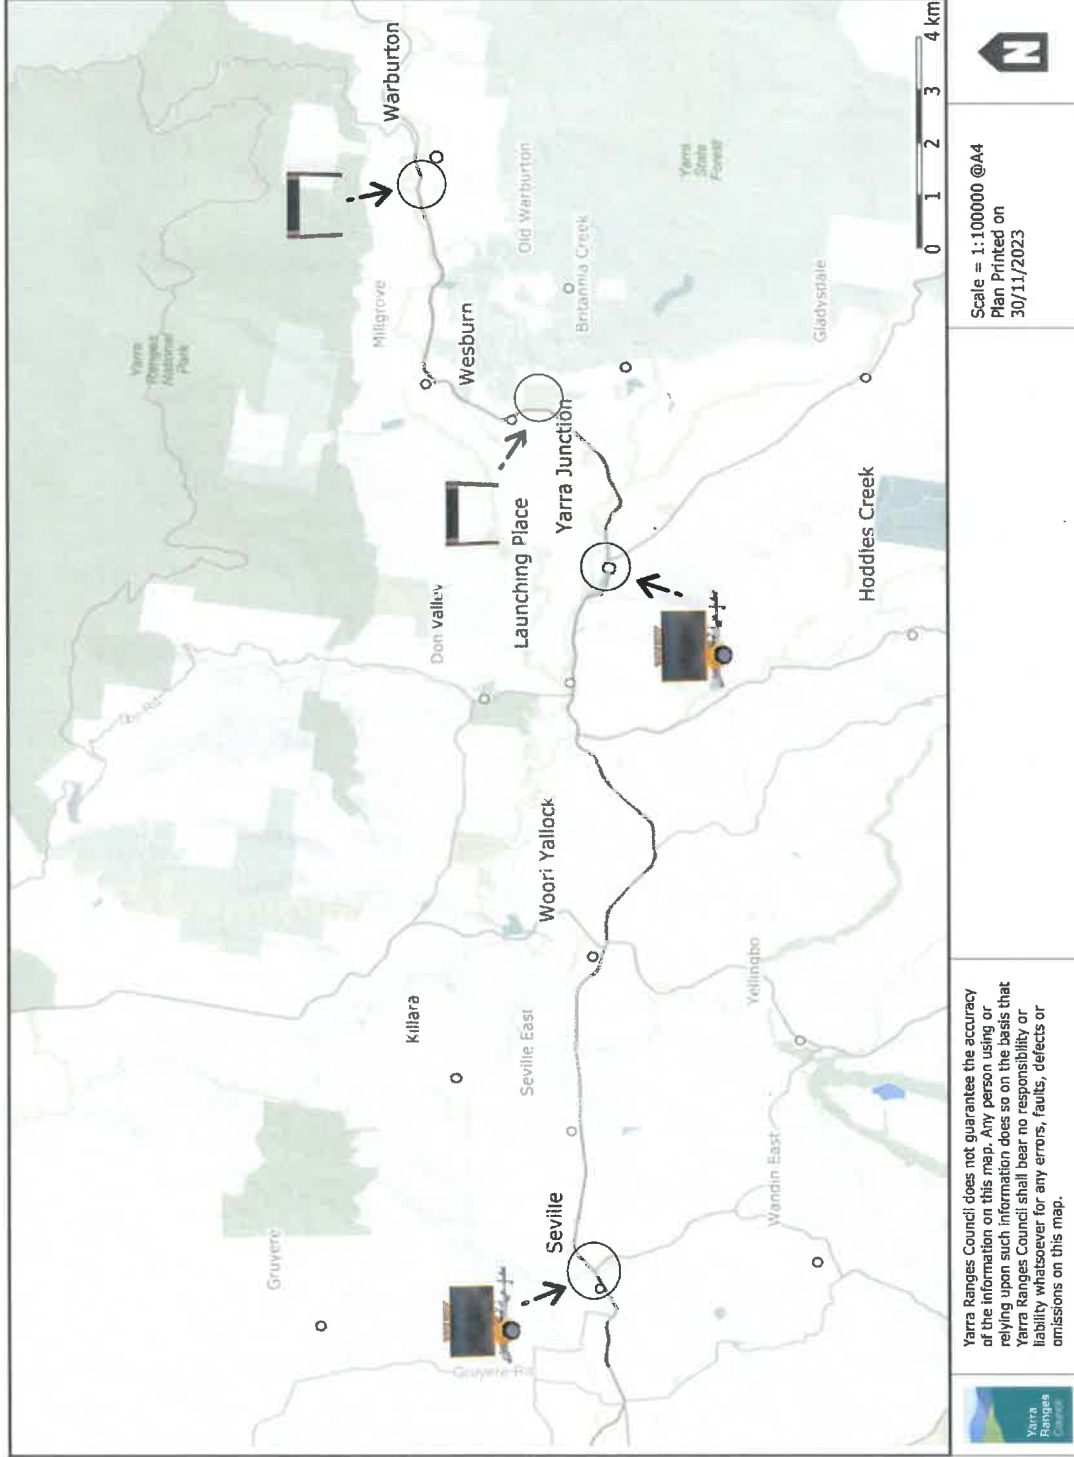 Warburton
Millgrove
Old Warburton
Yarra
State
Forest
Yarra
Ranges
National
Park
Wesburn
Britannia Creek
Gladysdale
Yarra Junction
Launching Place
Don Valley
Hoddles Creek
Woori Yallock
Killara
Seville East
Yellingbo
Gruyere
Seville
Wandin East
Gruyere Rd
0 1 2 3 4 km
N
Scale = 1:100000 @A4
Plan Printed on
30/11/2023
Yarra Ranges Council does not guarantee the accuracy
of the information on this map. Any person using or
relying upon such information does so on the basis that
Yarra Ranges Council shall bear no responsibility or
liability whatsoever for any errors, faults, defects or
omissions on this map.
Yarra
Ranges
Council